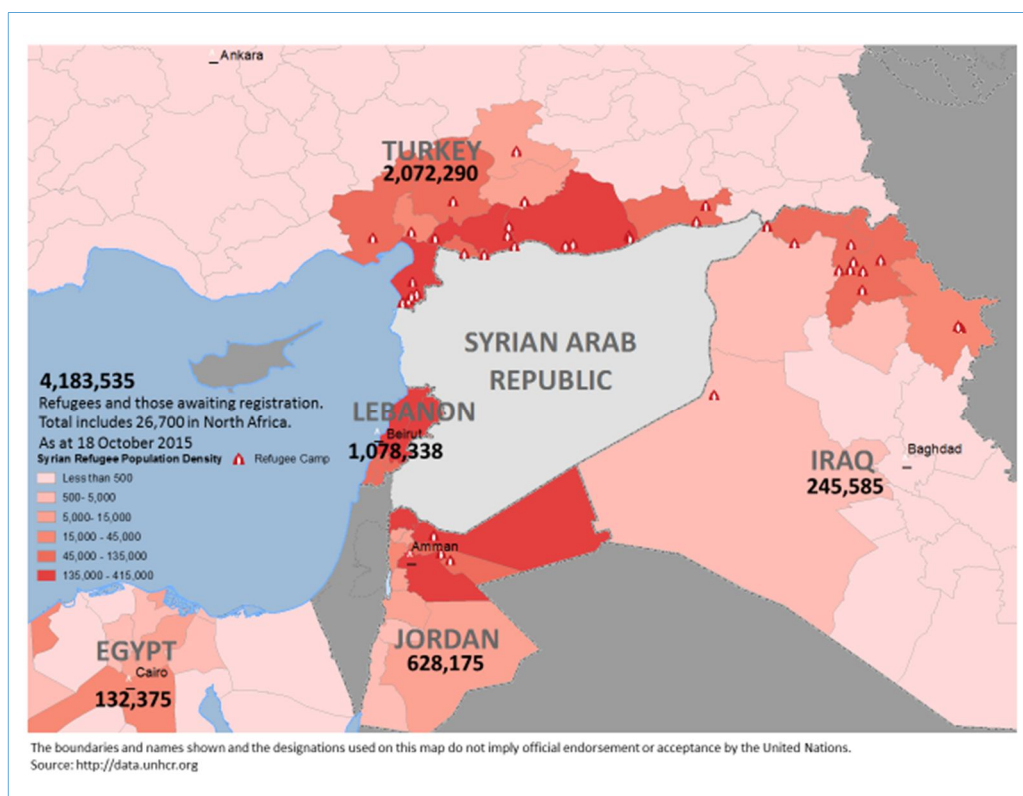 Ankara
TURKEY
2,072,290
SYRIAN ARAB
REPUBLIC
4,183,535
Refugees and those awaiting registration.
Total includes 26,700 in North Africa.
As at 18 October 2015
LEBANON
Beirut
1,078,338
Syrian Refugee Population Density
Refugee Camp
Less than 500
500- 5,000
5,000- 15,000
15,000 - 45,000
45,000 - 135,000
135,000 - 415,000
IRAQ
245,585
Baghdad
Amman
JORDAN
628,175
EGYPT
Cairo
132,375
The boundaries and names shown and the designations used on this map do not imply official endorsement or acceptance by the United Nations.
Source: http://data.unhcr.org